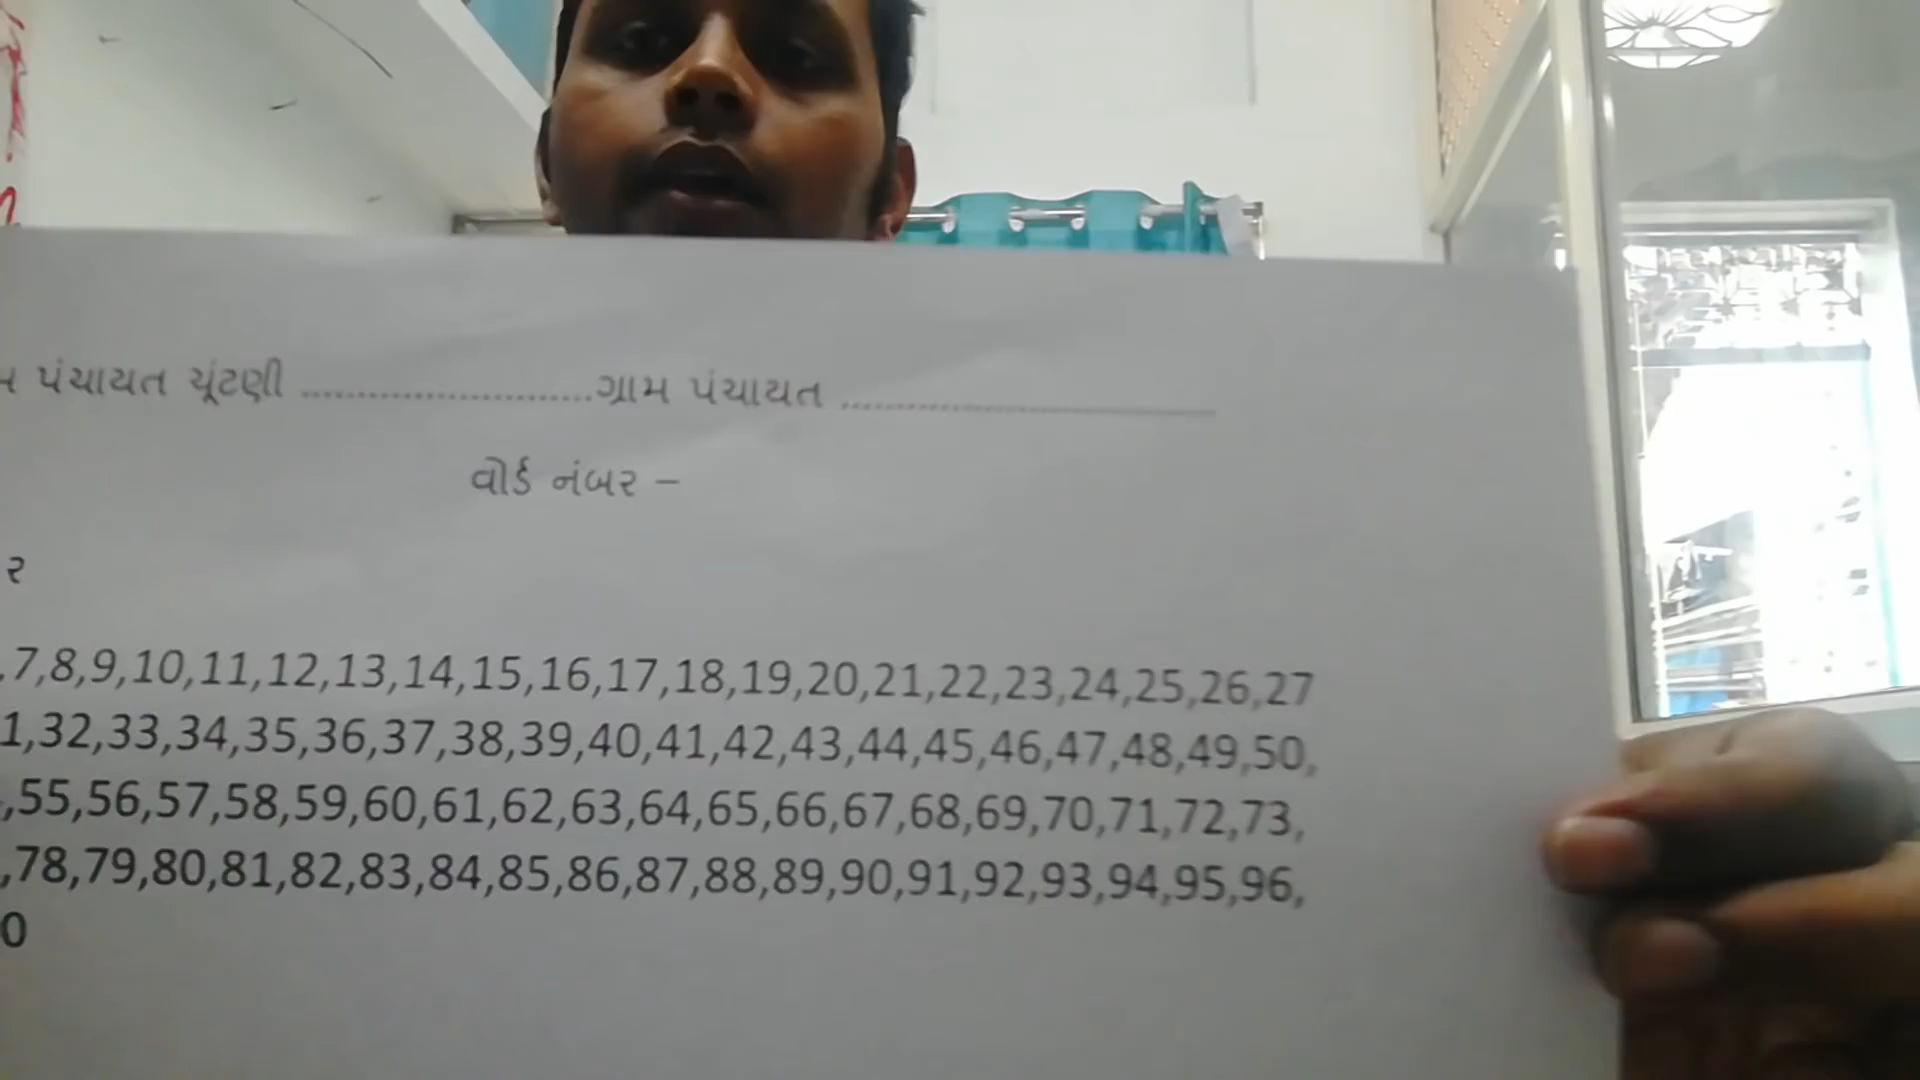 પંચાયત ચૂંટણી ............................ગ્રામ પંચાયત ....................................
વોર્ડ નંબર –
ર
,7,8,9,10,11,12,13,14,15,16,17,18,19,20,21,22,23,24,25,26,27
1,32,33,34,35,36,37,38,39,40,41,42,43,44,45,46,47,48,49,50,
,55,56,57,58,59,60,61,62,63,64,65,66,67,68,69,70,71,72,73,
,78,79,80,81,82,83,84,85,86,87,88,89,90,91,92,93,94,95,96,
0